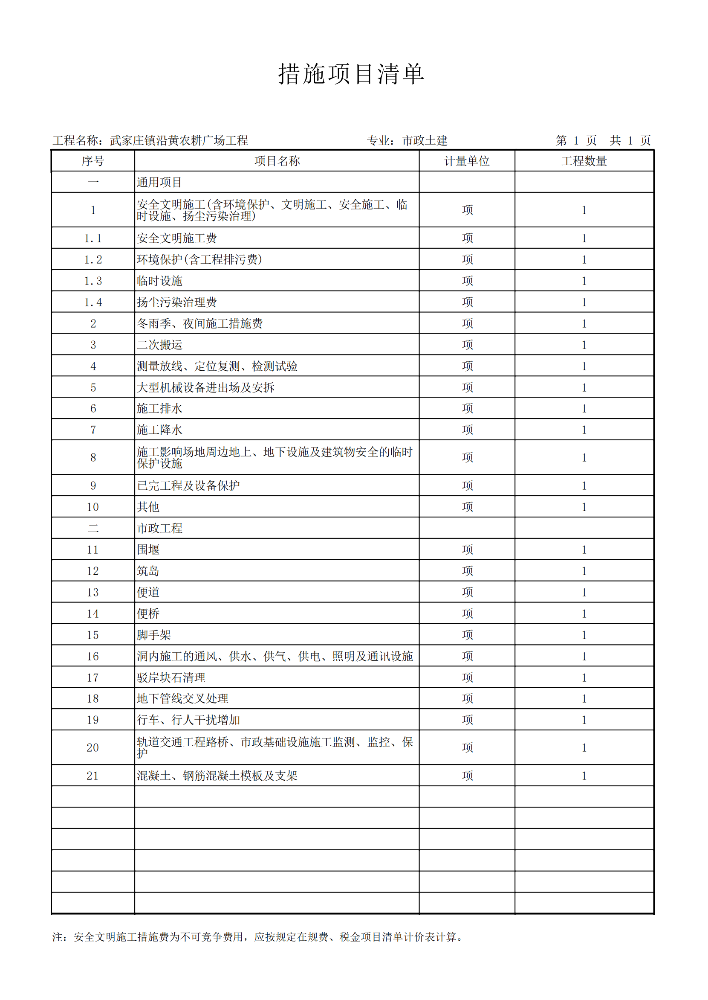 措施项目清单
工程名称：武家庄镇沿黄农耕广场工程 专业：市政土建 第 1 页 共 1 页
序号 项目名称 计量单位 工程数量
一 通用项目
1 安全文明施工(含环境保护、文明施工、安全施工、临
时设施、扬尘污染治理) 项 1
1.1 安全文明施工费 项 1
1.2 环境保护(含工程排污费) 项 1
1.3 临时设施 项 1
1.4 扬尘污染治理费 项 1
2 冬雨季、夜间施工措施费 项 1
3 二次搬运 项 1
4 测量放线、定位复测、检测试验 项 1
5 大型机械设备进出场及安拆 项 1
6 施工排水 项 1
7 施工降水 项 1
8 施工影响场地周边地上、地下设施及建筑物安全的临时
保护设施 项 1
9 已完工程及设备保护 项 1
10 其他 项 1
二 市政工程
11 围堰 项 1
12 筑岛 项 1
13 便道 项 1
14 便桥 项 1
15 脚手架 项 1
16 洞内施工的通风、供水、供气、供电、照明及通讯设施 项 1
17 驳岸块石清理 项 1
18 地下管线交叉处理 项 1
19 行车、行人干扰增加 项 1
20 轨道交通工程路桥、市政基础设施施工监测、监控、保
护 项 1
21 混凝土、钢筋混凝土模板及支架 项 1
注：安全文明施工措施费为不可竞争费用，应按规定在规费、税金项目清单计价表计算。